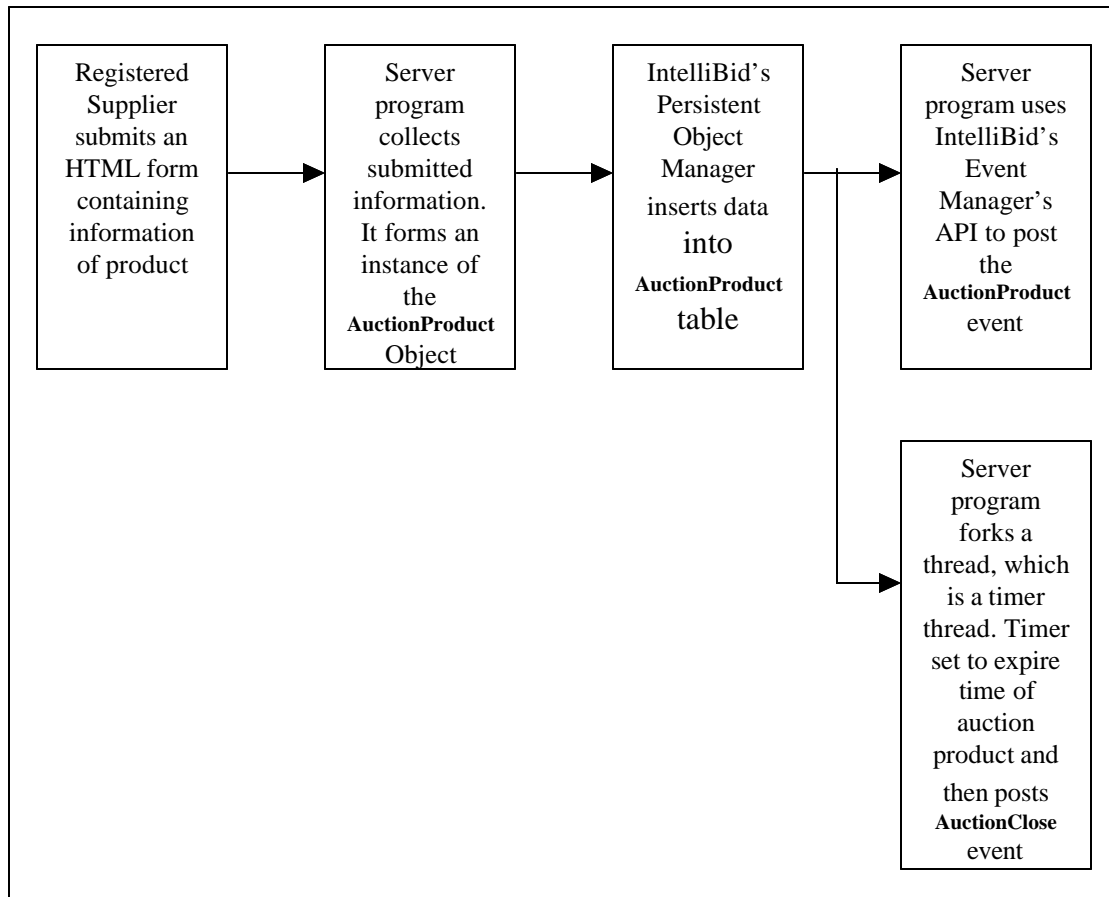 Registered
Supplier
submits an
HTML form
containing
information
of product
Server
program
collects
submitted
information.
It forms an
instance of
the
AuctionProduct
Object
IntelliBid's
Persistent
Object
Manager
inserts data
into
AuctionProduct
table
Server
program uses
IntelliBid's
Event
Manager's
API to post
the
AuctionProduct
event
Server
program
forks a
thread, which
is a timer
thread. Timer
set to expire
time of
auction
product and
then posts
AuctionClose
event